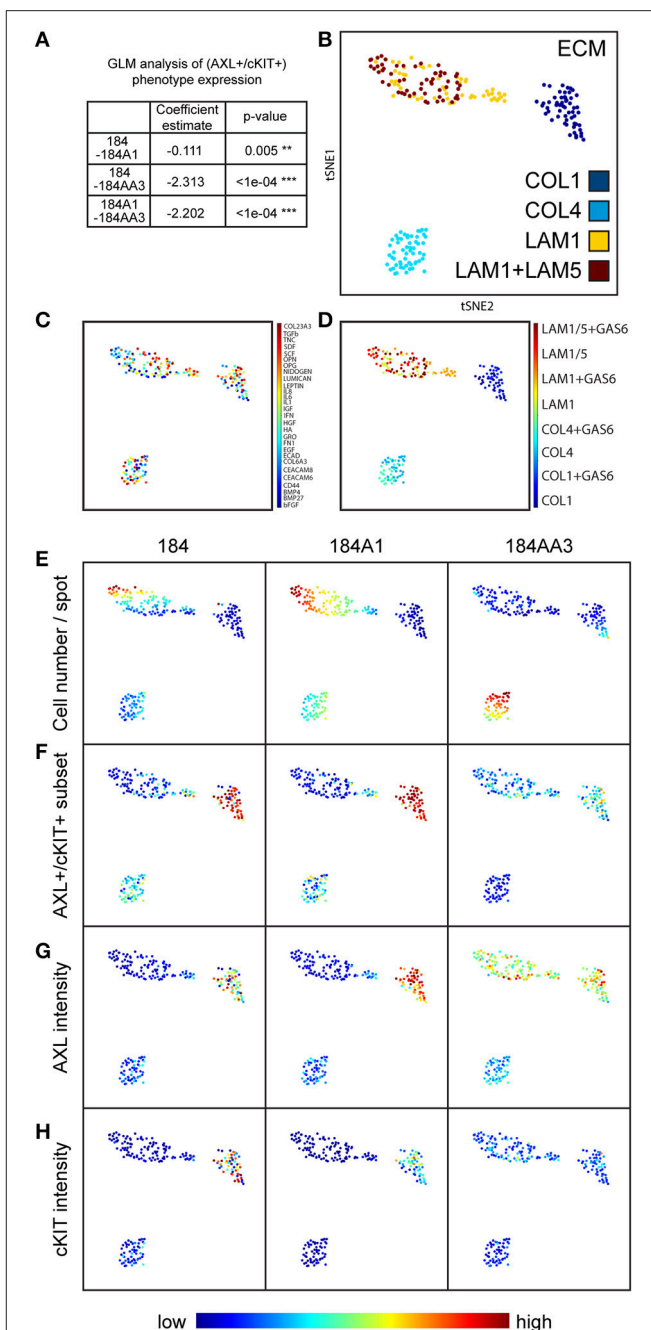 A
GLM analysis of (AXL+/cKIT+)
phenotype expression
Coefficient estimate p-value
184 -184A1 -0.111 0.005 **
184 -184AA3 -2.313 <1e-04 ***
184A1 -184AA3 -2.202 <1e-04 ***
B
ECM
COL1
COL4
LAM1
LAM1+LAM5
tSNE1
tSNE2
C
COL23A3
TGFb
TNC
SDF
SCF
OPN
OPG
NIDOGEN
LUMICAN
LEPTIN
IL8
IL6
IL1
IGF
IFN
HGF
HA
GRO
FN1
EGF
ECAD
COL6A3
CEACAM8
CEACAM6
CD44
BMP4
BMP27
bFGF
D
LAM1/5+GAS6
LAM1/5
LAM1+GAS6
LAM1
COL4+GAS6
COL4
COL1+GAS6
COL1
184 184A1 184AA3
E
Cell number / spot
F
AXL+/cKIT+ subset
G
AXL intensity
H
cKIT intensity
low high